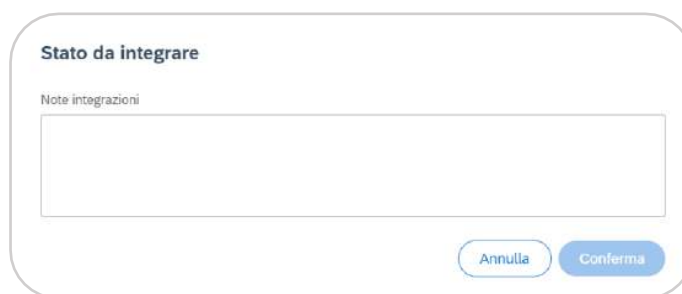 Stato da integrare
Note integrazioni
Annulla Conferma